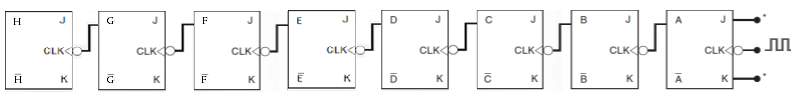 H J G J F J E J D J C J B J A J *
CLK CLK CLK CLK CLK CLK CLK CLK
H̅ K G̅ K F̅ K E̅ K D̅ K C̅ K B̅ K A̅ K *